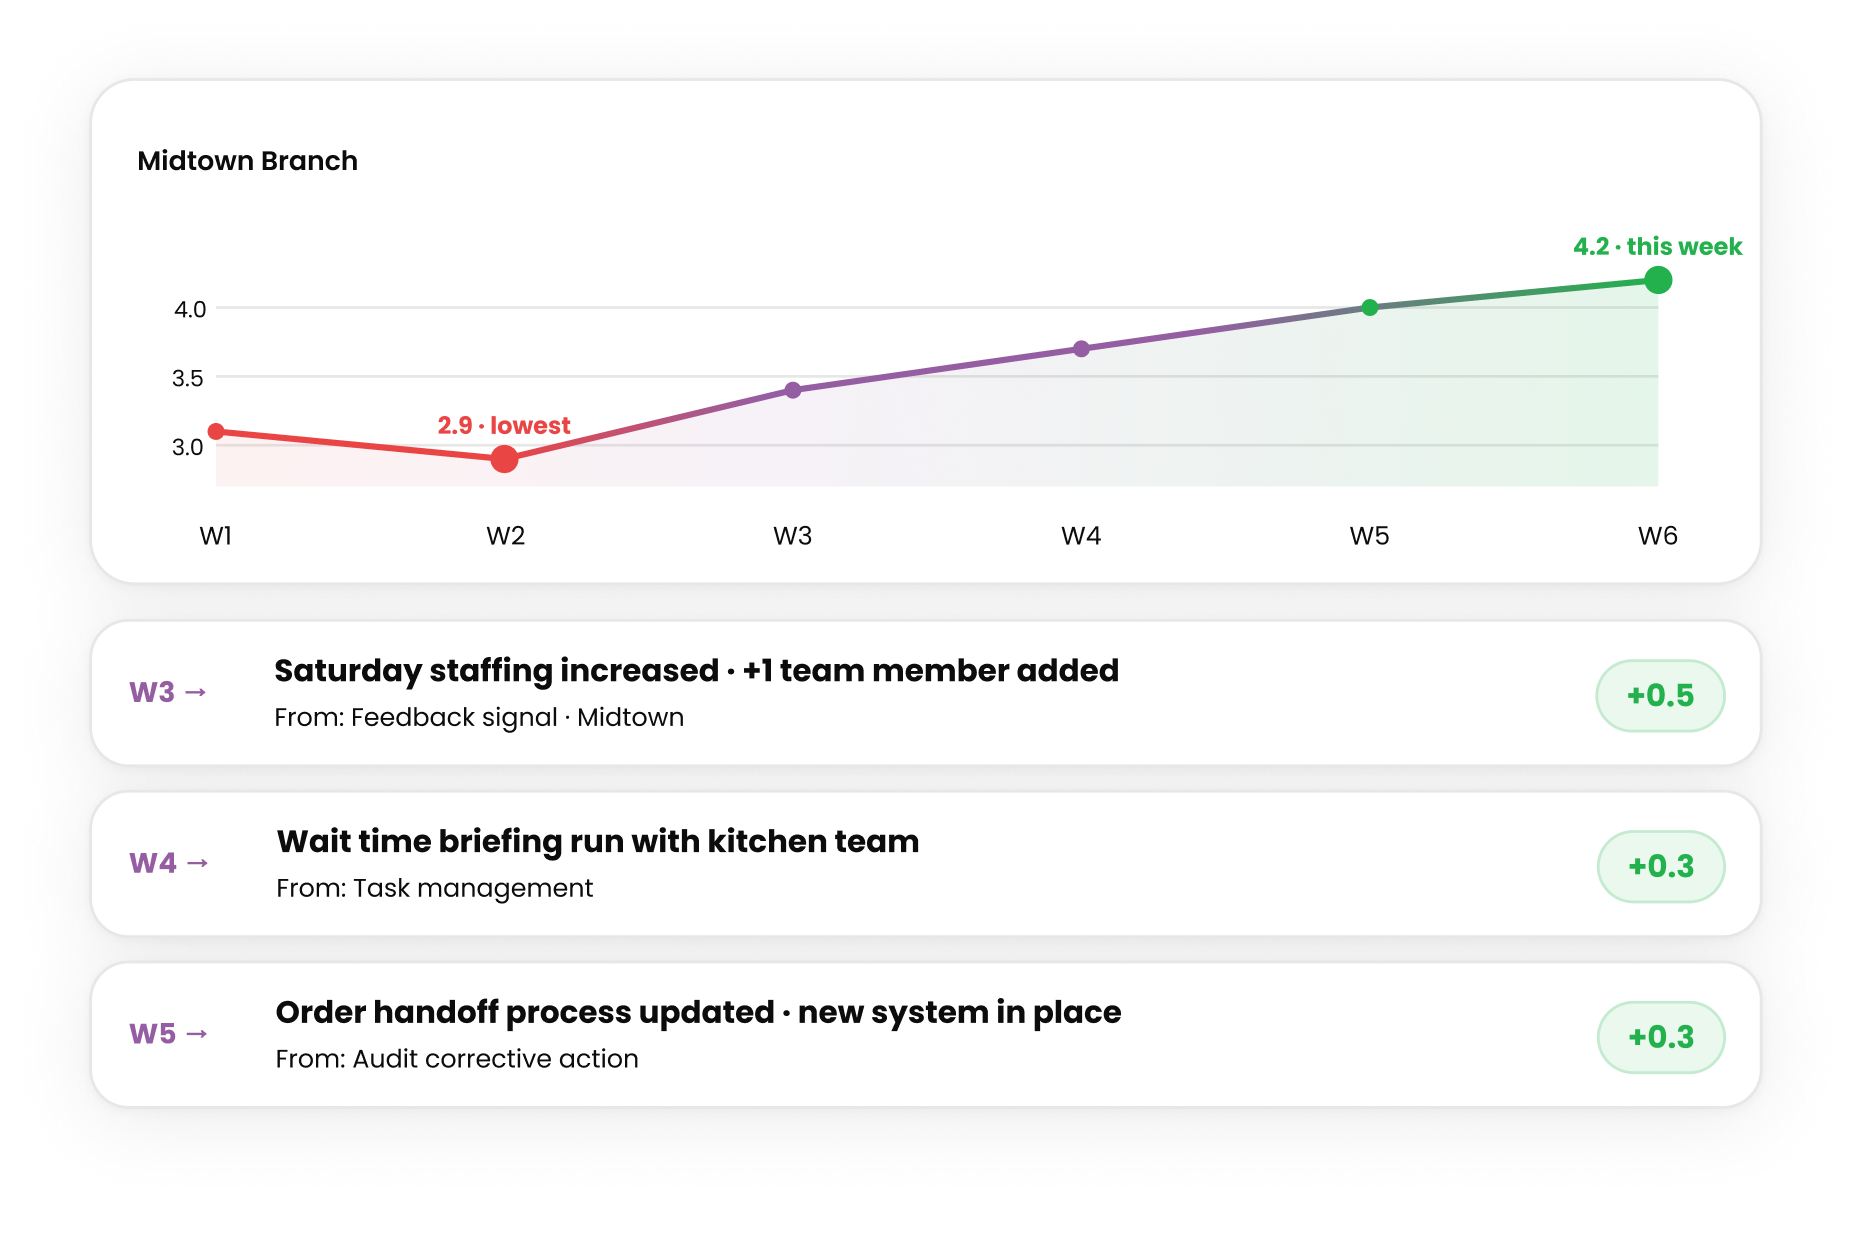 Midtown Branch
4.2 · this week
4.0
3.5
2.9 · lowest
3.0
W1 W2 W3 W4 W5 W6
W3 → Saturday staffing increased · +1 team member added
From: Feedback signal · Midtown
+0.5
W4 → Wait time briefing run with kitchen team
From: Task management
+0.3
W5 → Order handoff process updated · new system in place
From: Audit corrective action
+0.3